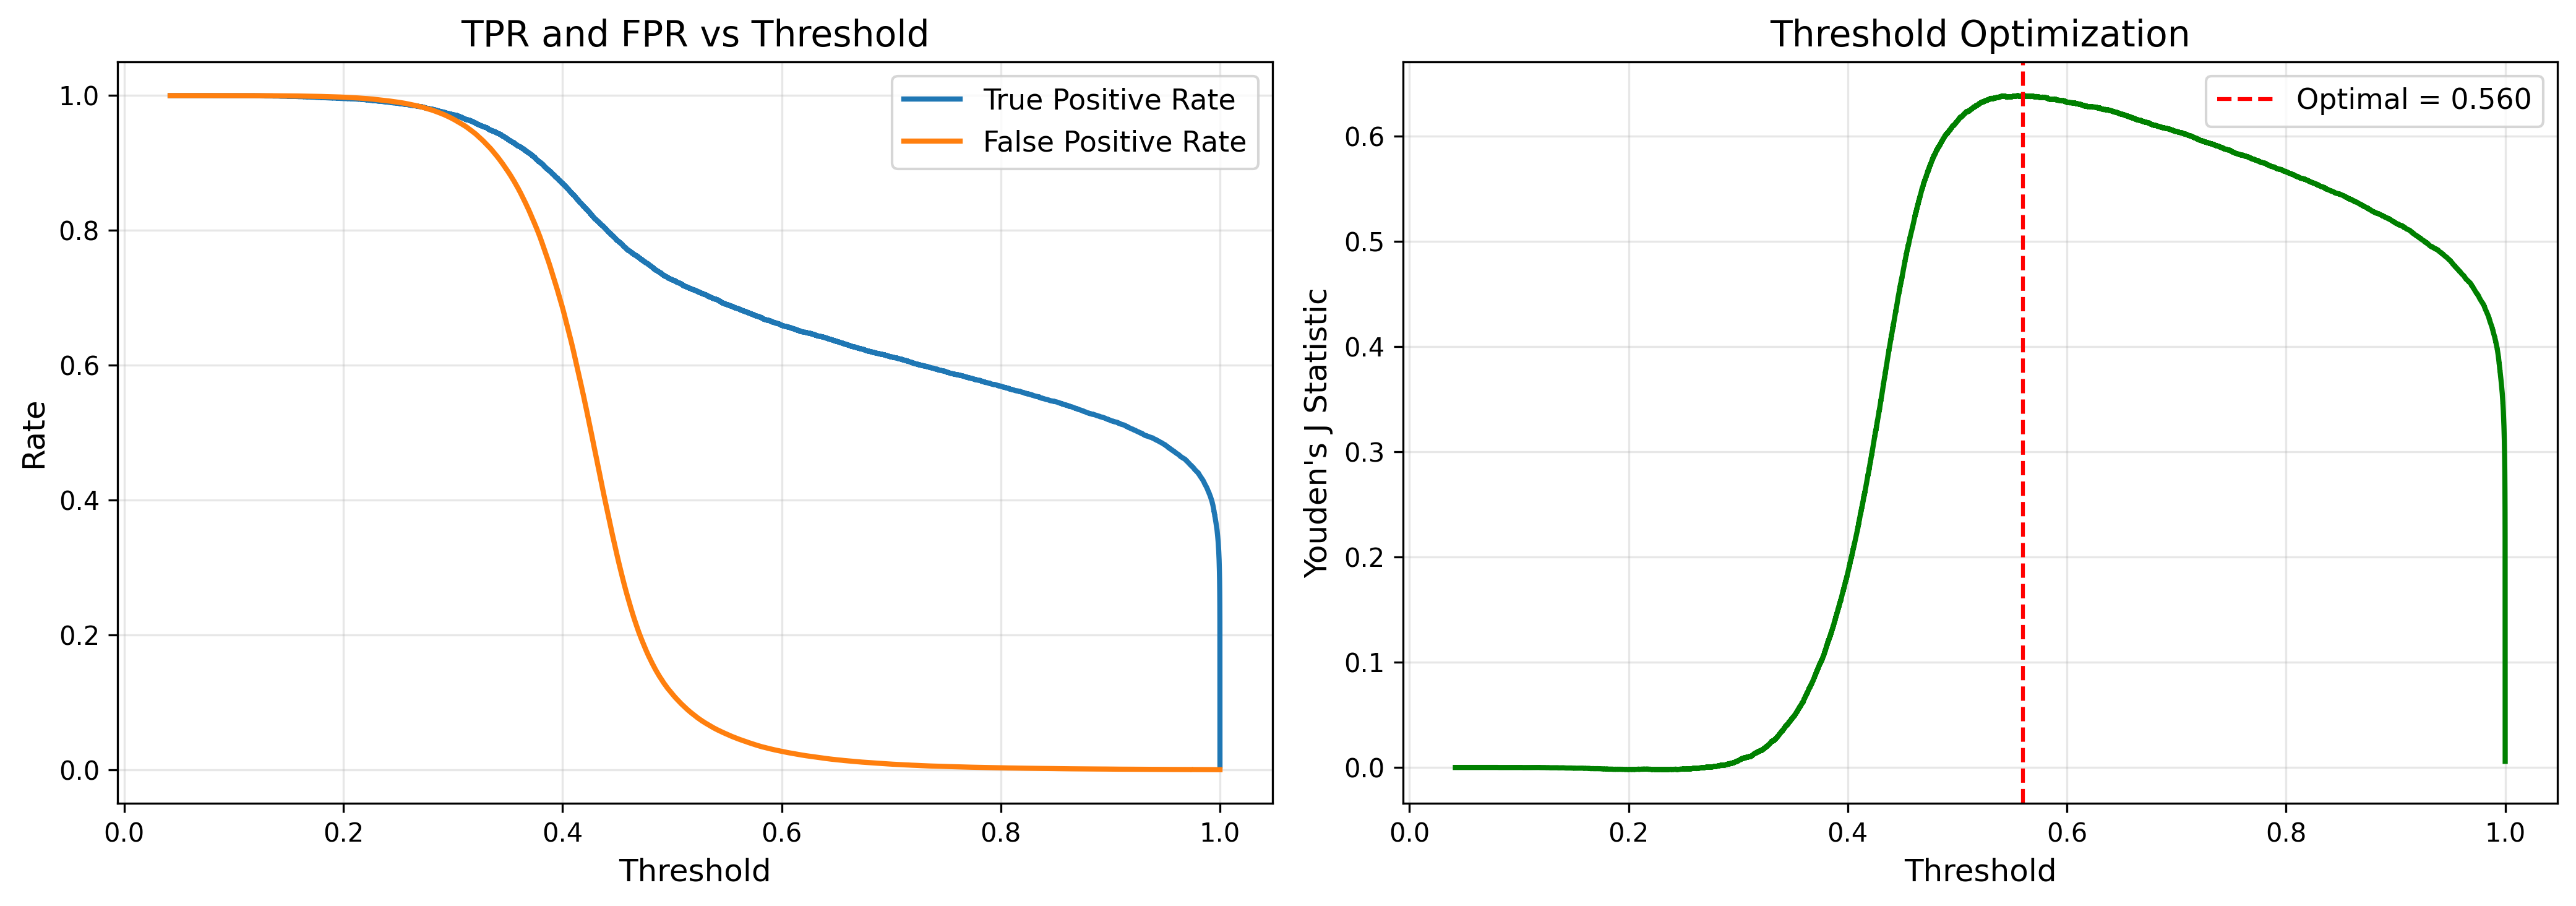 TPR and FPR vs Threshold
True Positive Rate
False Positive Rate
Rate
1.0
0.8
0.6
0.4
0.2
0.0
0.0 0.2 0.4 0.6 0.8 1.0
Threshold
Threshold Optimization
Optimal = 0.560
Youden's J Statistic
0.6
0.5
0.4
0.3
0.2
0.1
0.0
0.0 0.2 0.4 0.6 0.8 1.0
Threshold